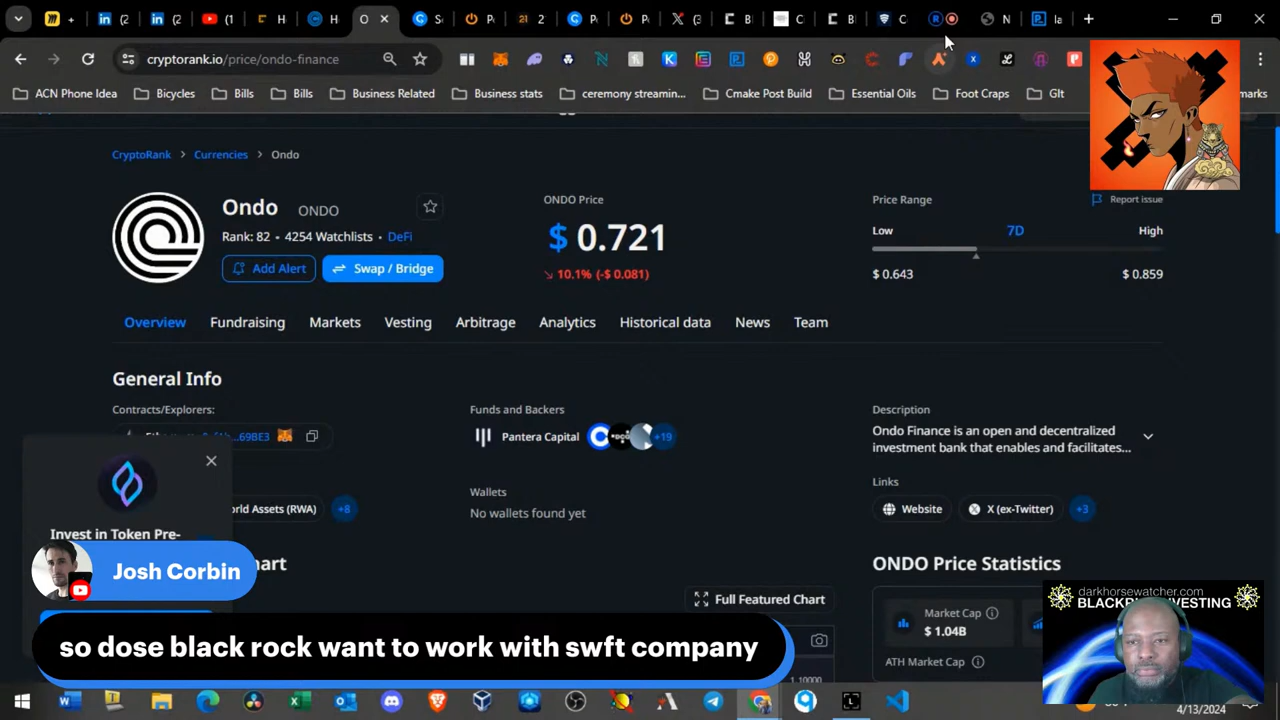 cryptorank.io/price/ondo-finance
ACN Phone Idea
Bicycles
Bills
Bills
Business Related
Business stats
ceremony streamin...
Cmake Post Build
Essential Oils
Foot Craps
GIt
CryptoRank > Currencies > Ondo
Ondo ONDO
Rank: 82 • 4254 Watchlists • DeFi
Add Alert
Swap / Bridge
ONDO Price
$ 0.721
10.1% (-$ 0.081)
Price Range
Report issue
Low 7D High
$ 0.643 $ 0.859
Overview Fundraising Markets Vesting Arbitrage Analytics Historical data News Team
General Info
Contracts/Explorers:
69BE3
Funds and Backers
Pantera Capital
+19
Description
Ondo Finance is an open and decentralized
investment bank that enables and facilitates...
Wallets
No wallets found yet
Links
Website
X (ex-Twitter)
+3
orld Assets (RWA)
+8
Invest in Token Pre-
hart
Full Featured Chart
ONDO Price Statistics
Market Cap
$ 1.04B
ATH Market Cap
1.10000
Josh Corbin
so dose black rock want to work with swft company
darkhorsewatcher.com
4/13/2024